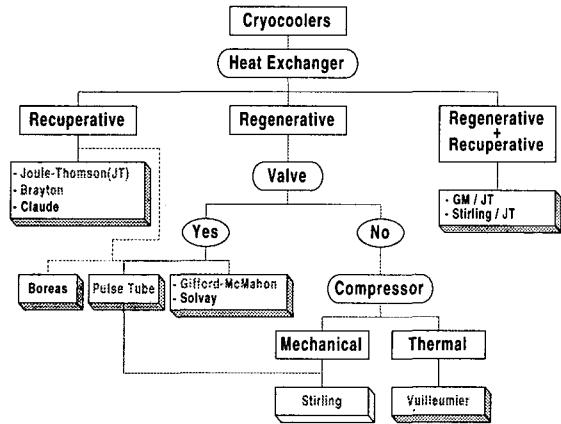 Cryocoolers
Heat Exchanger
Recuperative
Regenerative
Regenerative
+
Recuperative
- Joule-Thomson(JT)
- Brayton
- Claude
Valve
- GM / JT
- Stirling / JT
Yes
No
Boreas
Pulse Tube
- Gifford-McMahon
- Solvay
Compressor
Mechanical
Thermal
Stirling
Vuilleumier